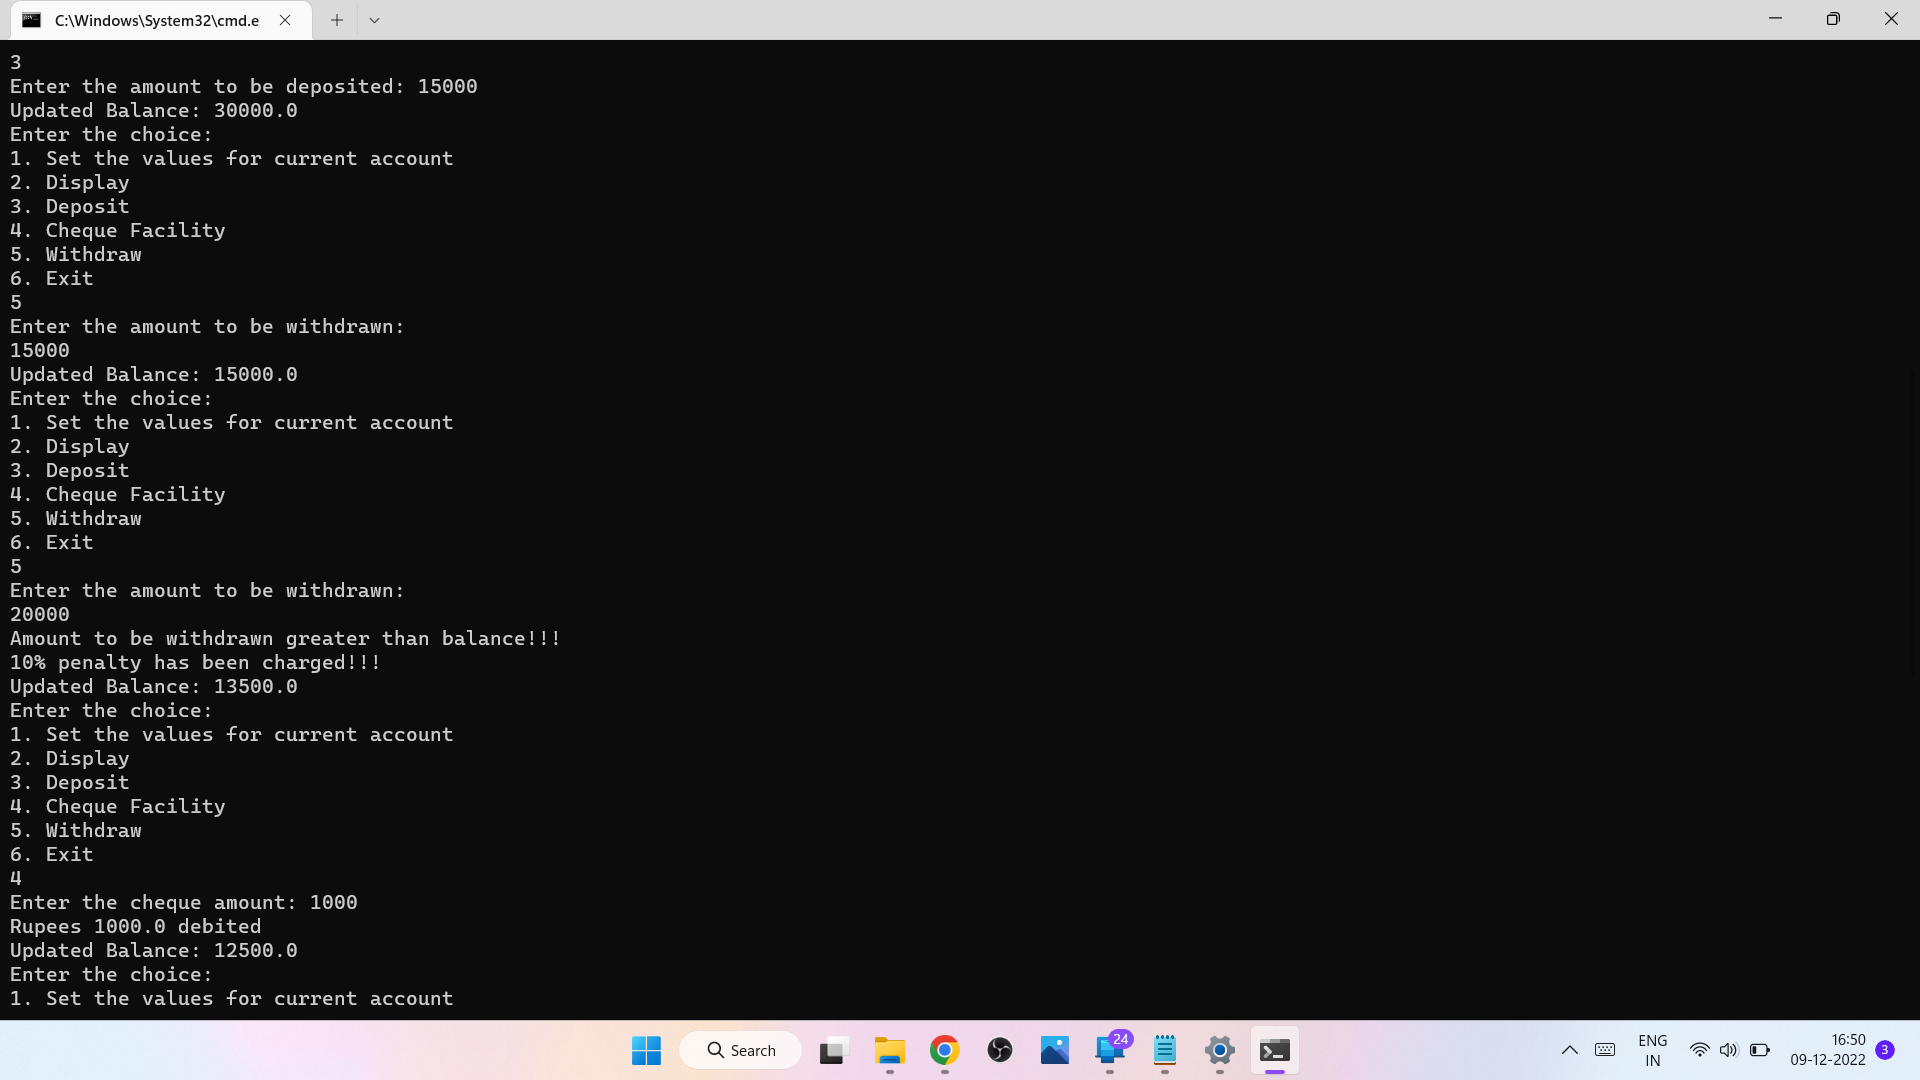 C:\Windows\System32\cmd.e
3
Enter the amount to be deposited: 15000
Updated Balance: 30000.0
Enter the choice:
1. Set the values for current account
2. Display
3. Deposit
4. Cheque Facility
5. Withdraw
6. Exit
5
Enter the amount to be withdrawn:
15000
Updated Balance: 15000.0
Enter the choice:
1. Set the values for current account
2. Display
3. Deposit
4. Cheque Facility
5. Withdraw
6. Exit
5
Enter the amount to be withdrawn:
20000
Amount to be withdrawn greater than balance!!!
10% penalty has been charged!!!
Updated Balance: 13500.0
Enter the choice:
1. Set the values for current account
2. Display
3. Deposit
4. Cheque Facility
5. Withdraw
6. Exit
4
Enter the cheque amount: 1000
Rupees 1000.0 debited
Updated Balance: 12500.0
Enter the choice:
1. Set the values for current account
Search
24
ENG
IN
16:50
09-12-2022
3